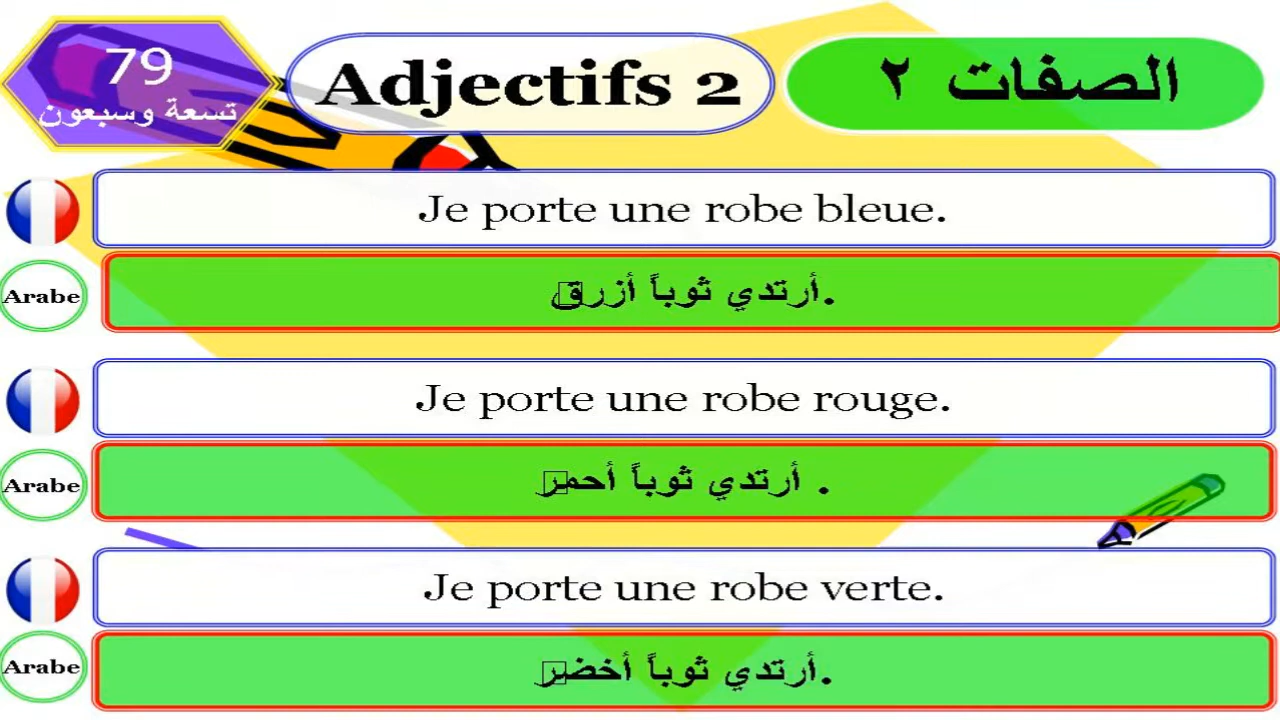 79
تسعة وسبعون
Adjectifs 2
الصفات ٢
Je porte une robe bleue.
Arabe
أرتدي ثوباً أزرق.
Je porte une robe rouge.
Arabe
أرتدي ثوباً أحمر .
Je porte une robe verte.
Arabe
أرتدي ثوباً أخضر.